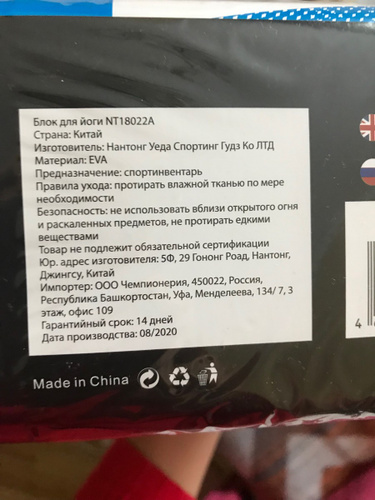 Блок для йоги NT18022A
Страна: Китай
Изготовитель: Нантонг Уеда Спортинг Гудз Ко ЛТД
Материал: EVA
Предназначение: спортинвентарь
Правила ухода: протирать влажной тканью по мере
необходимости
Безопасность: не использовать вблизи открытого огня
и раскаленных предметов, не протирать едкими
веществами
Товар не подлежит обязательной сертификации
Юр. адрес изготовителя: 5Ф, 29 Гононг Роад, Нантонг,
Джингсу, Китай
Импортер: ООО Чемпионерия, 450022, Россия,
Республика Башкортостан, Уфа, Менделеева, 134/ 7, 3
этаж, офис 109
Гарантийный срок: 14 дней
Дата производства: 08/2020
Made in China
4